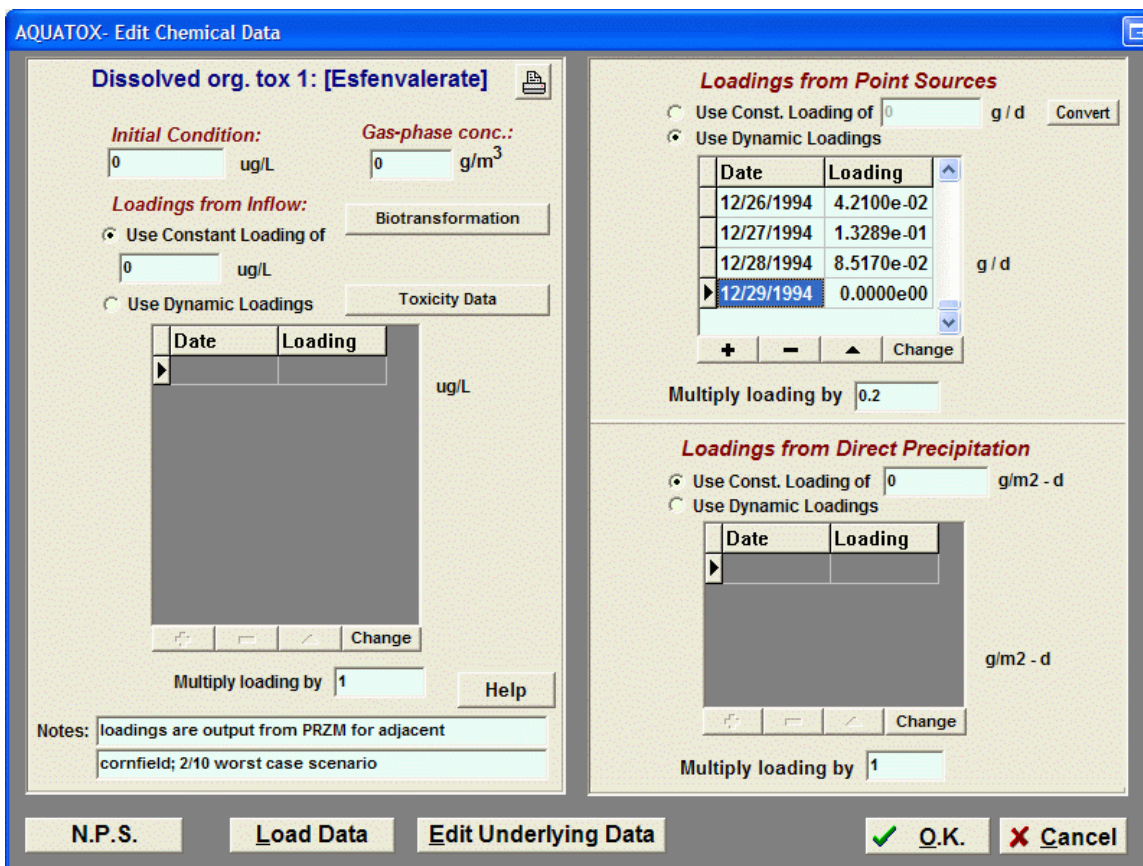 AQUATOX- Edit Chemical Data
Dissolved org. tox 1: [Esfenvalerate]
Initial Condition:
0 ug/L
Gas-phase conc.:
0 g/m3
Loadings from Inflow:
Use Constant Loading of
0 ug/L
Use Dynamic Loadings
Biotransformation
Toxicity Data
Date Loading
ug/L
Change
Multiply loading by 1
Help
Notes: loadings are output from PRZM for adjacent
cornfield; 2/10 worst case scenario
Loadings from Point Sources
Use Const. Loading of 0 g / d Convert
Use Dynamic Loadings
Date Loading
12/26/1994 4.2100e-02
12/27/1994 1.3289e-01
12/28/1994 8.5170e-02
12/29/1994 0.0000e00
g / d
+ − ▲ Change
Multiply loading by 0.2
Loadings from Direct Precipitation
Use Const. Loading of 0 g/m2 - d
Use Dynamic Loadings
Date Loading
g/m2 - d
Change
Multiply loading by 1
N.P.S. Load Data Edit Underlying Data O.K. Cancel